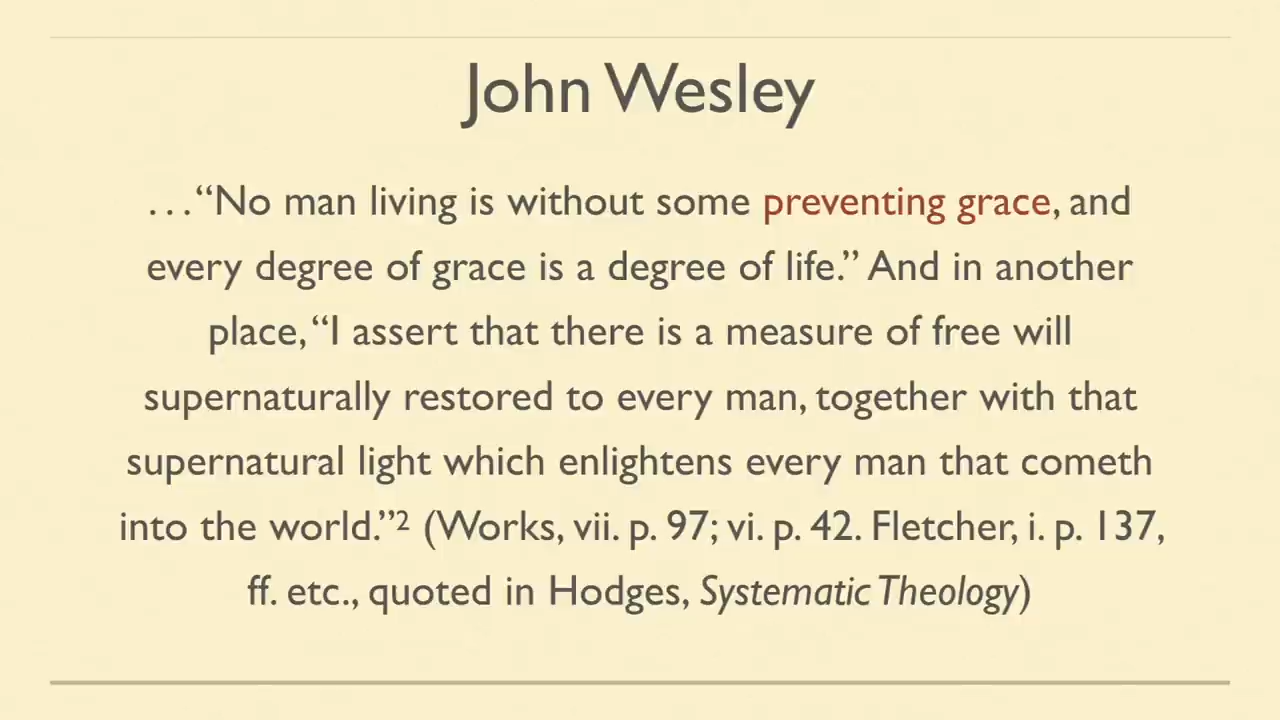 John Wesley
…“No man living is without some preventing grace, and
every degree of grace is a degree of life.” And in another
place, “I assert that there is a measure of free will
supernaturally restored to every man, together with that
supernatural light which enlightens every man that cometh
into the world.”² (Works, vii. p. 97; vi. p. 42. Fletcher, i. p. 137,
ff. etc., quoted in Hodges, Systematic Theology)